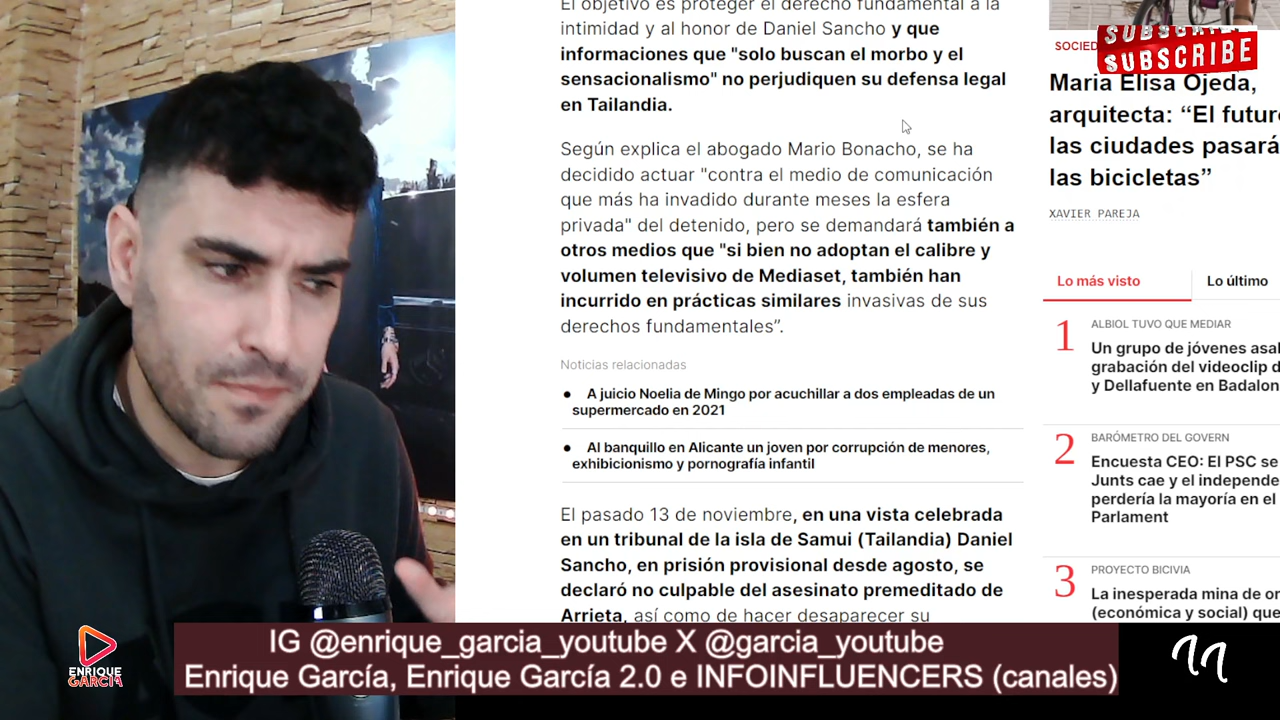 El objetivo es proteger el derecho fundamental a la
intimidad y al honor de Daniel Sancho y que
informaciones que "solo buscan el morbo y el
sensacionalismo" no perjudiquen su defensa legal
en Tailandia.
Según explica el abogado Mario Bonacho, se ha
decidido actuar "contra el medio de comunicación
que más ha invadido durante meses la esfera
privada" del detenido, pero se demandará también a
otros medios que "si bien no adoptan el calibre y
volumen televisivo de Mediaset, también han
incurrido en prácticas similares invasivas de sus
derechos fundamentales”.
Noticias relacionadas
A juicio Noelia de Mingo por acuchillar a dos empleadas de un
supermercado en 2021
Al banquillo en Alicante un joven por corrupción de menores,
exhibicionismo y pornografía infantil
El pasado 13 de noviembre, en una vista celebrada
en un tribunal de la isla de Samui (Tailandia) Daniel
Sancho, en prisión provisional desde agosto, se
declaró no culpable del asesinato premeditado de
Arrieta, así como de hacer desaparecer su
SUBSCRIBE
SUBSCRIBE
SOCIED
Maria Elisa Ojeda,
arquitecta: “El futur
las ciudades pasará
las bicicletas”
XAVIER PAREJA
Lo más visto
Lo último
1
ALBIOL TUVO QUE MEDIAR
Un grupo de jóvenes asal
grabación del videoclip d
y Dellafuente en Badalon
2
BARÓMETRO DEL GOVERN
Encuesta CEO: El PSC se
Junts cae y el independe
perdería la mayoría en el
Parlament
3
PROYECTO BICIVIA
La inesperada mina de or
(económica y social) que
ENRIQUE
GARCÍA
IG @enrique_garcia_youtube X @garcia_youtube
Enrique García, Enrique García 2.0 e INFOINFLUENCERS (canales)